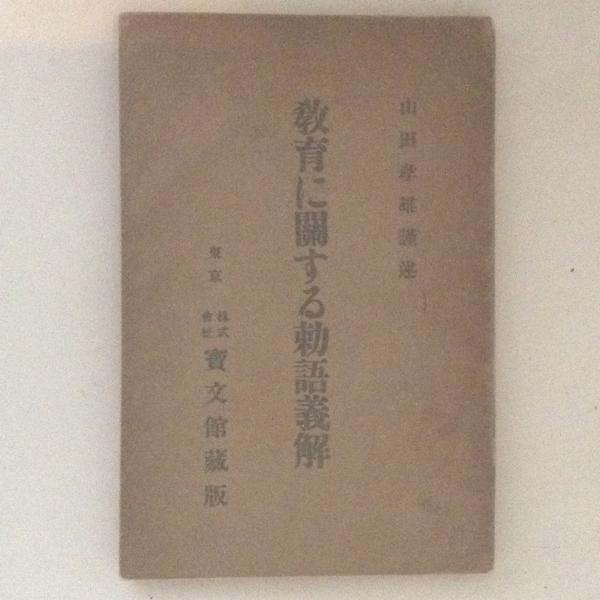 山田孝雄謹述
教育に關する勅語義解
東京 株式會社 寶文館藏版